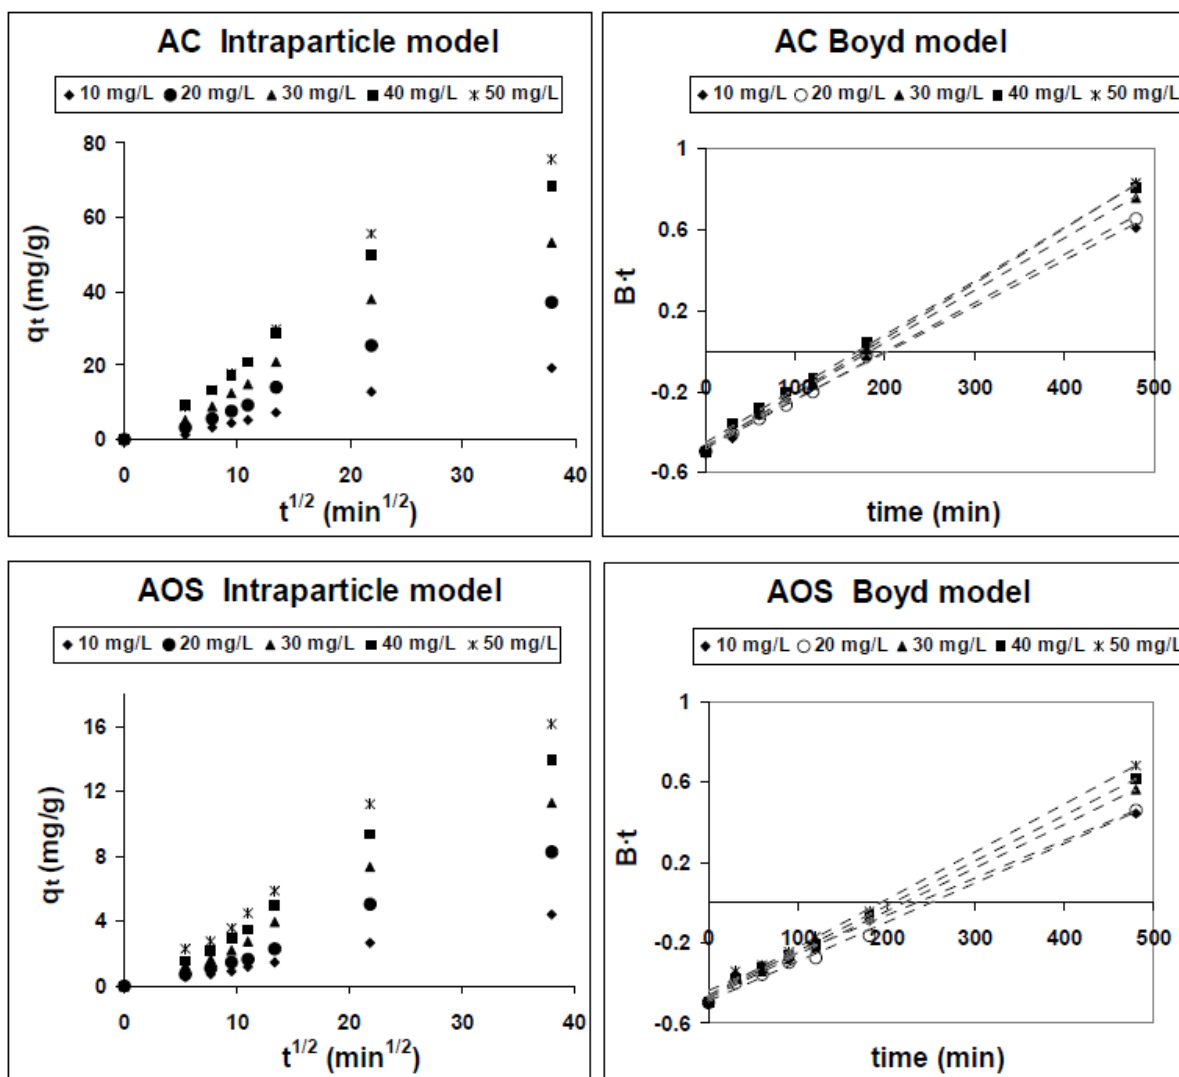 AC Intraparticle model
◆ 10 mg/L ● 20 mg/L ▲ 30 mg/L ■ 40 mg/L ✳ 50 mg/L
80
60
40
20
0
0 10 20 30 40
qt (mg/g)
t^1/2 (min^1/2)
AC Boyd model
◆ 10 mg/L ○ 20 mg/L ▲ 30 mg/L ■ 40 mg/L ✳ 50 mg/L
1
0.6
0.2
-0.2
-0.6
0 100 200 300 400 500
B·t
time (min)
AOS Intraparticle model
◆ 10 mg/L ● 20 mg/L ▲ 30 mg/L ■ 40 mg/L ✳ 50 mg/L
16
12
8
4
0
0 10 20 30 40
qt (mg/g)
t^1/2 (min^1/2)
AOS Boyd model
◆ 10 mg/L ○ 20 mg/L ▲ 30 mg/L ■ 40 mg/L ✳ 50 mg/L
1
0.6
0.2
-0.2
-0.6
0 100 200 300 400 500
B·t
time (min)